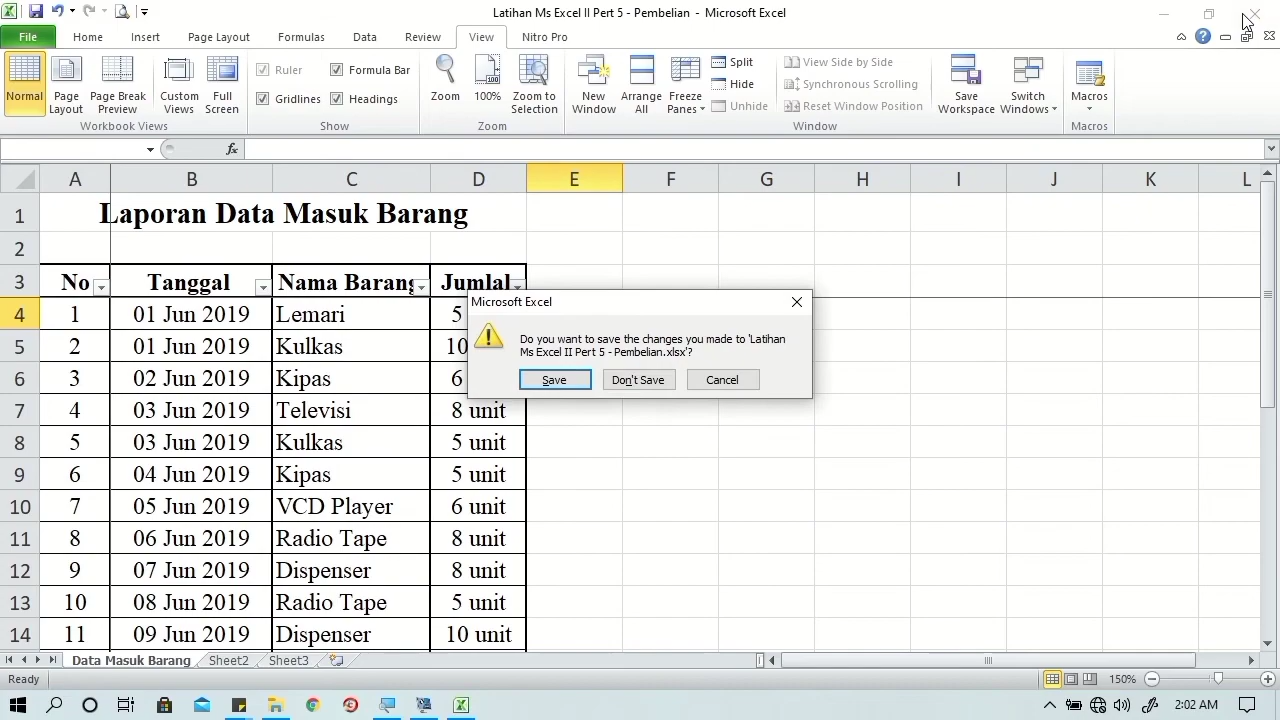 Latihan Ms Excel II Pert 5 - Pembelian - Microsoft Excel
File Home Insert Page Layout Formulas Data Review View Nitro Pro
Normal
Page Layout
Page Break Preview
Custom Views
Full Screen
Workbook Views
Ruler
Formula Bar
Gridlines
Headings
Show
Zoom
100%
Zoom to Selection
Zoom
New Window
Arrange All
Freeze Panes
Split
Hide
Unhide
View Side by Side
Synchronous Scrolling
Reset Window Position
Window
Save Workspace
Switch Windows
Macros
Macros
fx
A B C D E F G H I J K L
1 Laporan Data Masuk Barang
2
3 No Tanggal Nama Barang Jumlal
4 1 01 Jun 2019 Lemari 5
5 2 01 Jun 2019 Kulkas 10
6 3 02 Jun 2019 Kipas 6
7 4 03 Jun 2019 Televisi 8 unit
8 5 03 Jun 2019 Kulkas 5 unit
9 6 04 Jun 2019 Kipas 5 unit
10 7 05 Jun 2019 VCD Player 6 unit
11 8 06 Jun 2019 Radio Tape 8 unit
12 9 07 Jun 2019 Dispenser 8 unit
13 10 08 Jun 2019 Radio Tape 5 unit
14 11 09 Jun 2019 Dispenser 10 unit
Microsoft Excel
Do you want to save the changes you made to 'Latihan
Ms Excel II Pert 5 - Pembelian.xlsx'?
Save Don't Save Cancel
Data Masuk Barang Sheet2 Sheet3
Ready 150%
2:02 AM